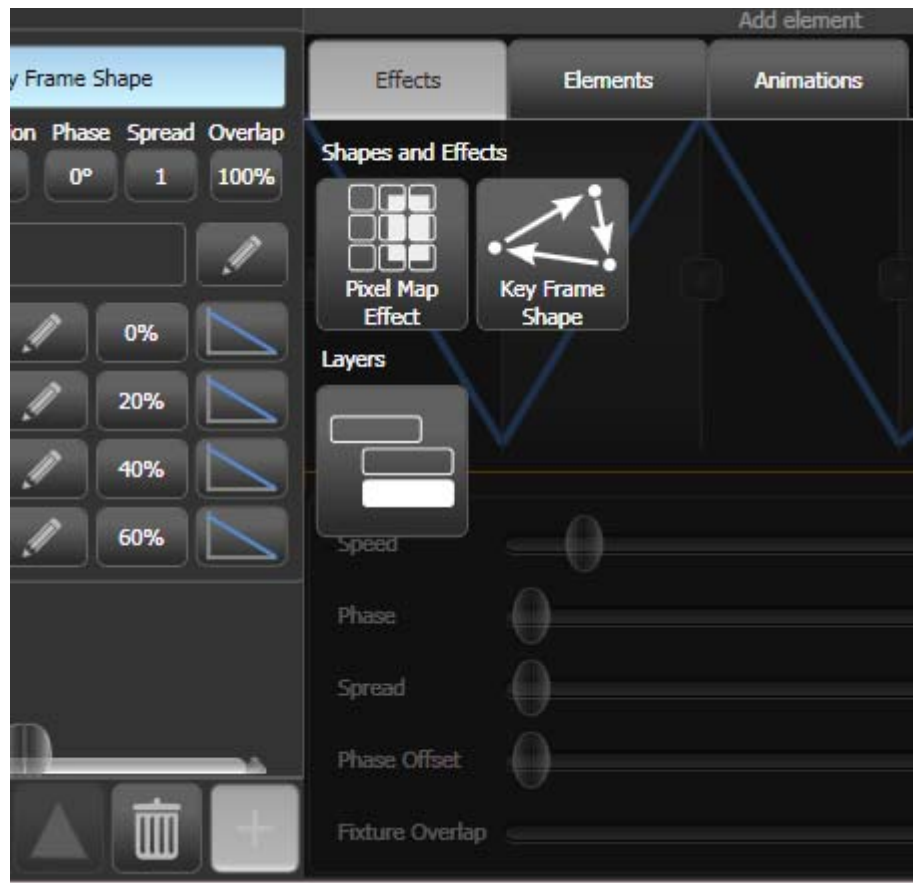 Add element
y Frame Shape
Effects
Elements
Animations
on Phase Spread Overlap
0º 1 100%
Shapes and Effects
Pixel Map
Effect
Key Frame
Shape
0%
Layers
20%
40%
60%
Speed
Phase
Spread
Phase Offset
Fixture Overlap